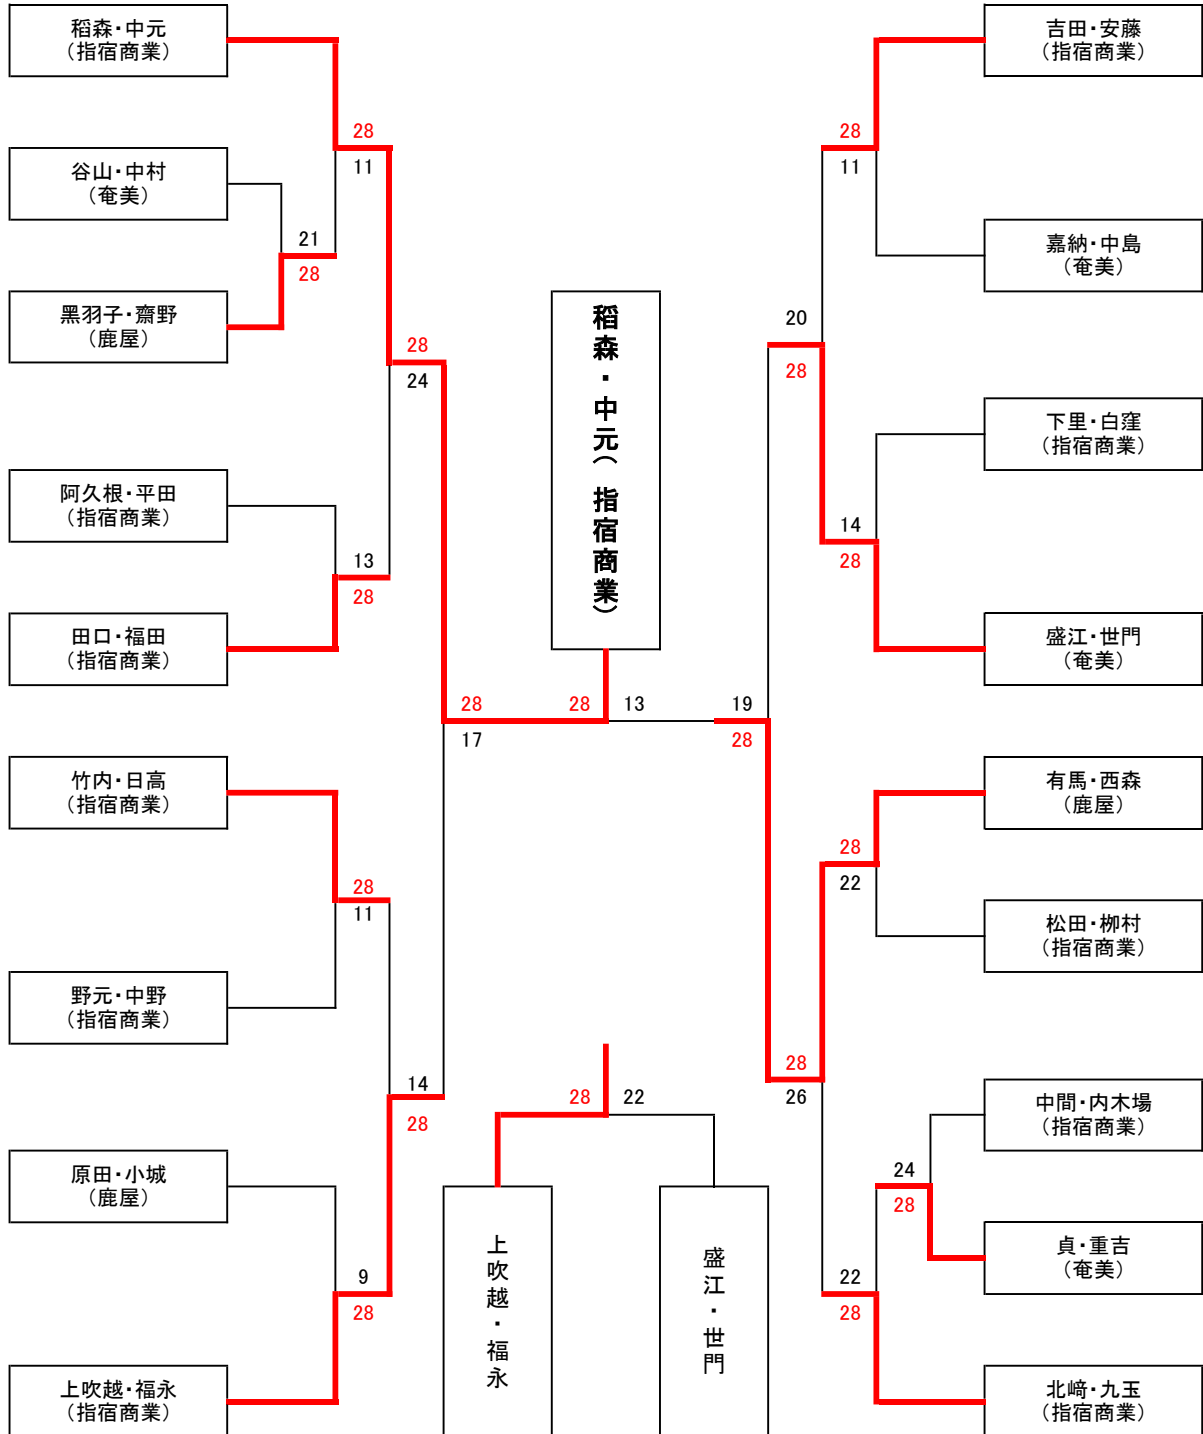 稲森・中元
（指宿商業）
28
11
谷山・中村
（奄美）
21
28
黒羽子・齋野
（鹿屋）
28
24
阿久根・平田
（指宿商業）
13
28
田口・福田
（指宿商業）
28
17
竹内・日高
（指宿商業）
28
11
野元・中野
（指宿商業）
14
28
原田・小城
（鹿屋）
9
28
上吹越・福永
（指宿商業）
稲森・中元（指宿商業）
28
13
28
22
上吹越・福永
盛江・世門
吉田・安藤
（指宿商業）
28
11
嘉納・中島
（奄美）
20
28
下里・白窪
（指宿商業）
14
28
盛江・世門
（奄美）
19
28
有馬・西森
（鹿屋）
28
22
松田・栁村
（指宿商業）
28
26
中間・内木場
（指宿商業）
24
28
貞・重吉
（奄美）
22
28
北﨑・九玉
（指宿商業）